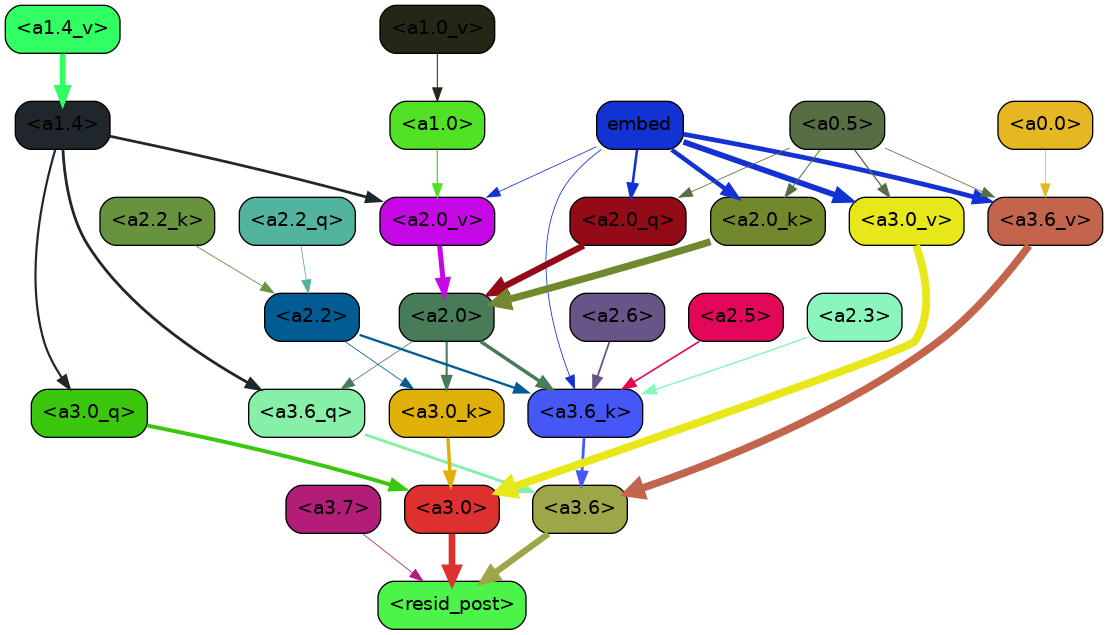 <a1.4_v> <a1.0_v>
<a1.4> <a1.0> embed <a0.5> <a0.0>
<a2.2_k> <a2.2_q> <a2.0_v> <a2.0_q> <a2.0_k> <a3.0_v> <a3.6_v>
<a2.2> <a2.0> <a2.6> <a2.5> <a2.3>
<a3.0_q> <a3.6_q> <a3.0_k> <a3.6_k>
<a3.7> <a3.0> <a3.6>
<resid_post>